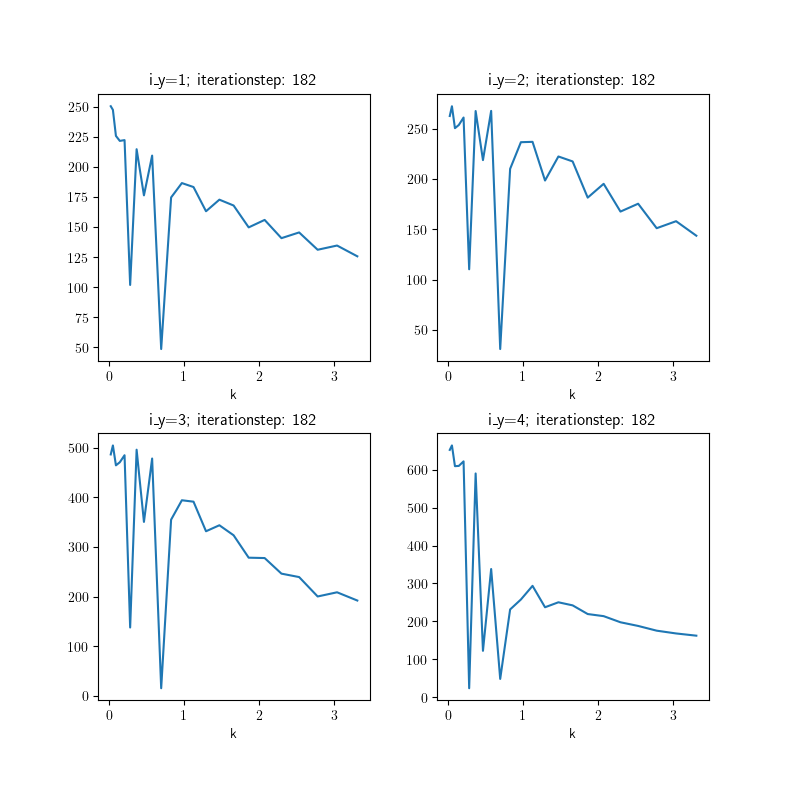 i_y=1; iterationstep: 182
250
225
200
175
150
125
100
75
50
0 1 2 3
k
i_y=2; iterationstep: 182
250
200
150
100
50
0 1 2 3
k
i_y=3; iterationstep: 182
500
400
300
200
100
0
0 1 2 3
k
i_y=4; iterationstep: 182
600
500
400
300
200
100
0
0 1 2 3
k